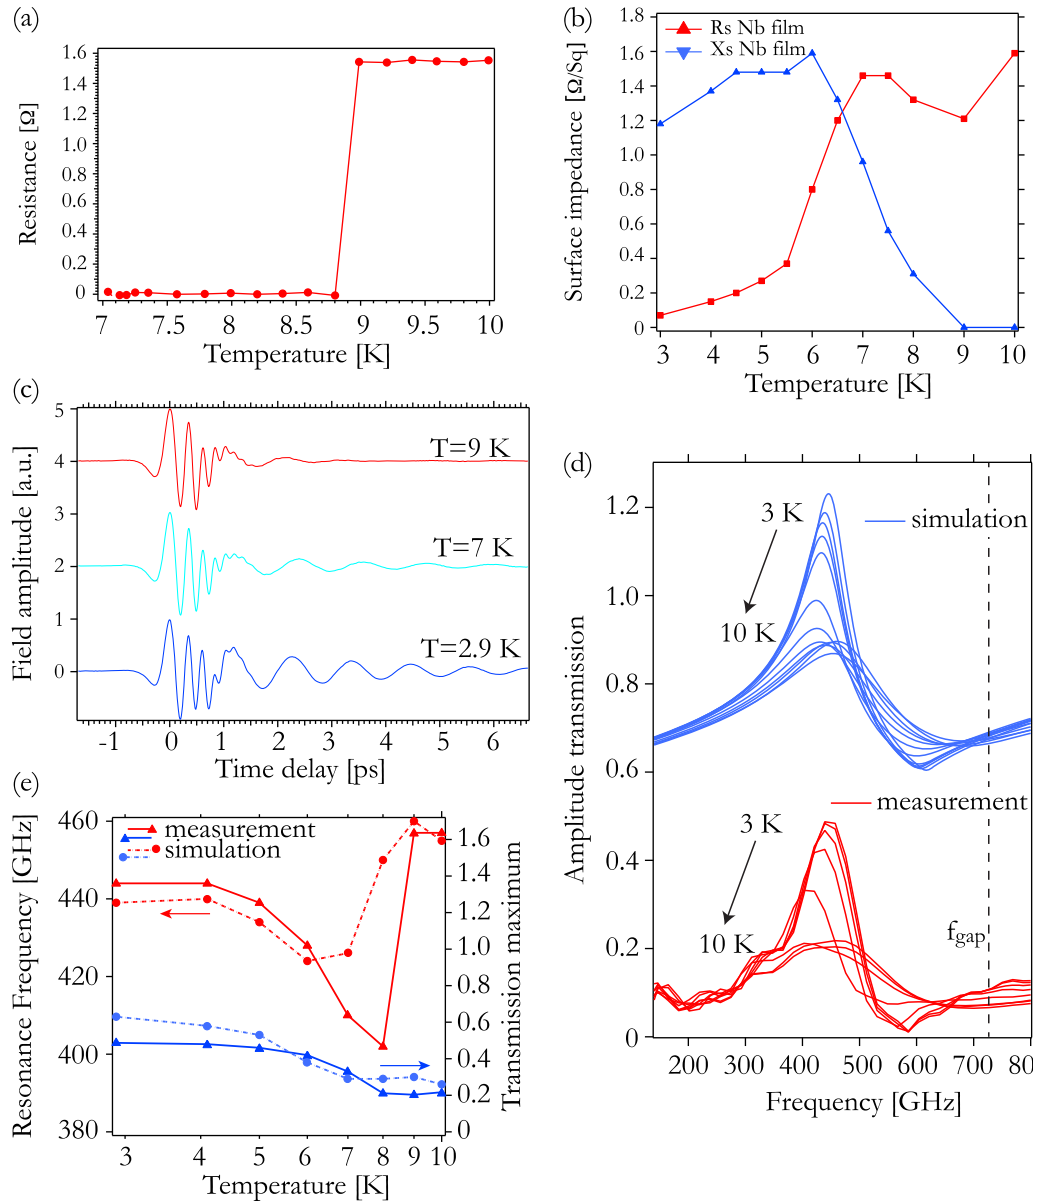 (a)
1.6
1.4
1.2
1.0
0.8
0.6
0.4
0.2
0
Resistance [Ω]
7
7.5
8
8.5
9
9.5
10
Temperature [K]
(b)
Rs Nb film
Xs Nb film
1.8
1.6
1.4
1.2
1.0
0.8
0.6
0.4
0.2
0
Surface impedance [Ω/Sq]
3
4
5
6
7
8
9
10
Temperature [K]
(c)
5
4
3
2
1
0
Field amplitude [a.u.]
T=9 K
T=7 K
T=2.9 K
-1
0
1
2
3
4
5
6
Time delay [ps]
(d)
1.2
1.0
0.8
0.6
0.4
0.2
0
Amplitude transmission
3 K
10 K
simulation
measurement
3 K
10 K
fgap
200
300
400
500
600
700
80
Frequency [GHz]
(e)
measurement
simulation
460
440
420
400
380
Resonance Frequency [GHz]
1.6
1.4
1.2
1.0
0.8
0.6
0.4
0.2
0
Transmission maximum
3
4
5
6
7
8
9
10
Temperature [K]